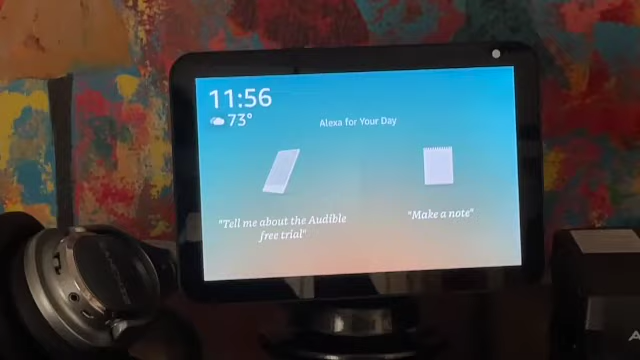 11:56
73°
Alexa for Your Day
"Tell me about the Audible
free trial"
"Make a note"